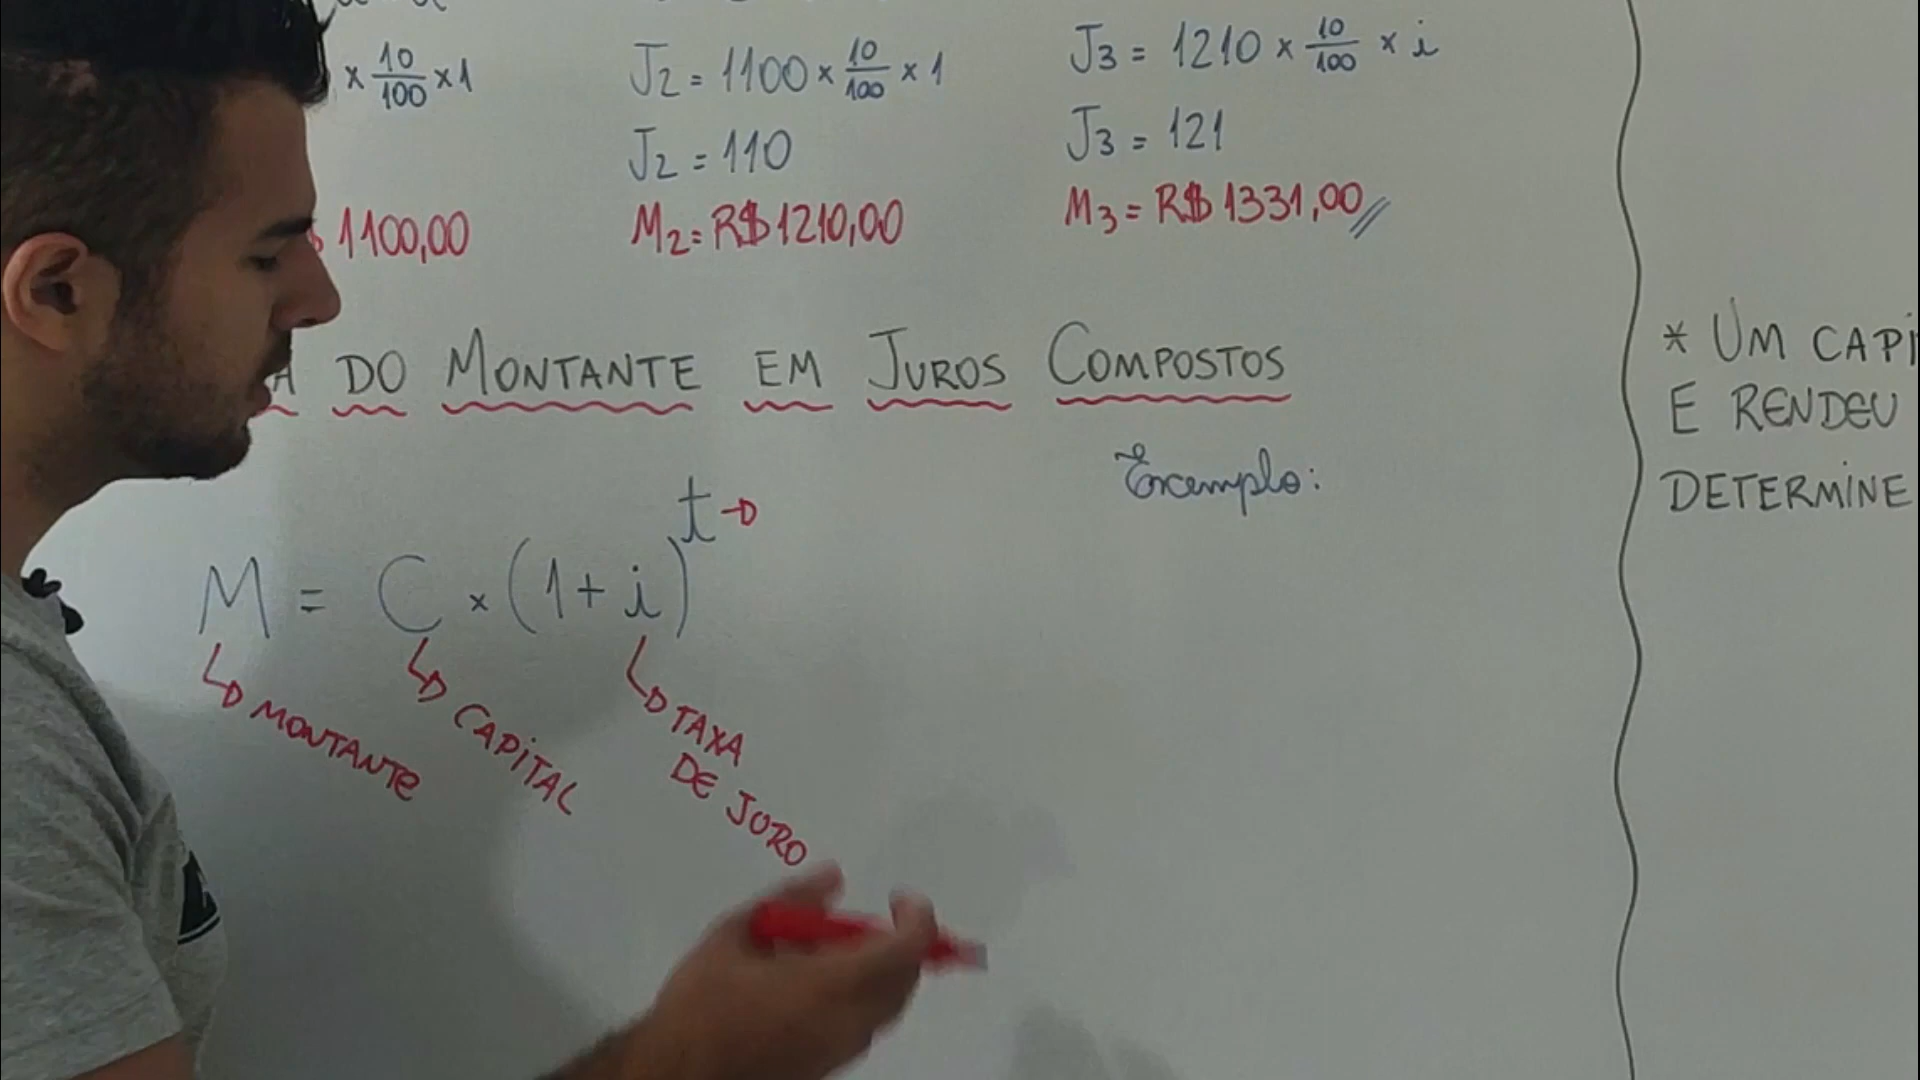 × 10/100 × 1
1100,00
J2 = 1100 × 10/100 × 1
J2 = 110
M2 = R$ 1210,00
J3 = 1210 × 10/100 × i
J3 = 121
M3 = R$ 1331,00
DO MONTANTE EM JUROS COMPOSTOS
Exemplo:
M = C × (1 + i)^t
MONTANTE
CAPITAL
TAXA
DE JURO
* UM CAPI
E RENDEU
DETERMINE